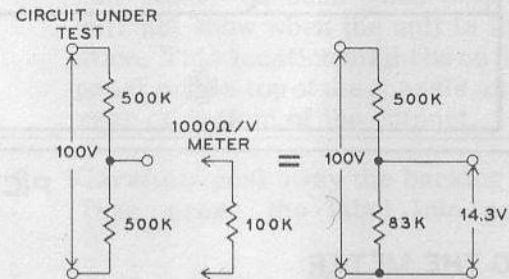 CIRCUIT UNDER
TEST
500K
100V
500K
1000Ω/V
METER
100K
=
500K
100V
83K
14.3V